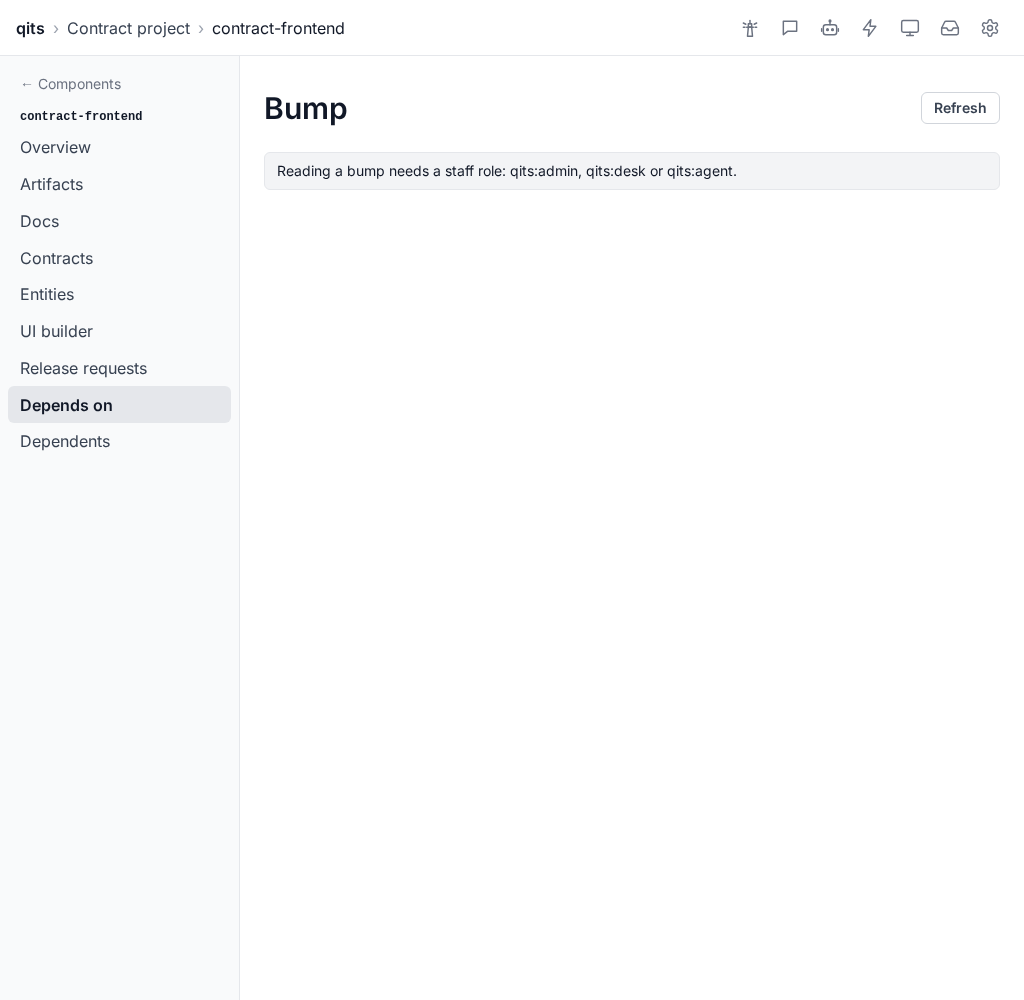 qits › Contract project › contract-frontend
← Components
contract-frontend
Overview
Artifacts
Docs
Contracts
Entities
UI builder
Release requests
Depends on
Dependents
Bump
Refresh
Reading a bump needs a staff role: qits:admin, qits:desk or qits:agent.